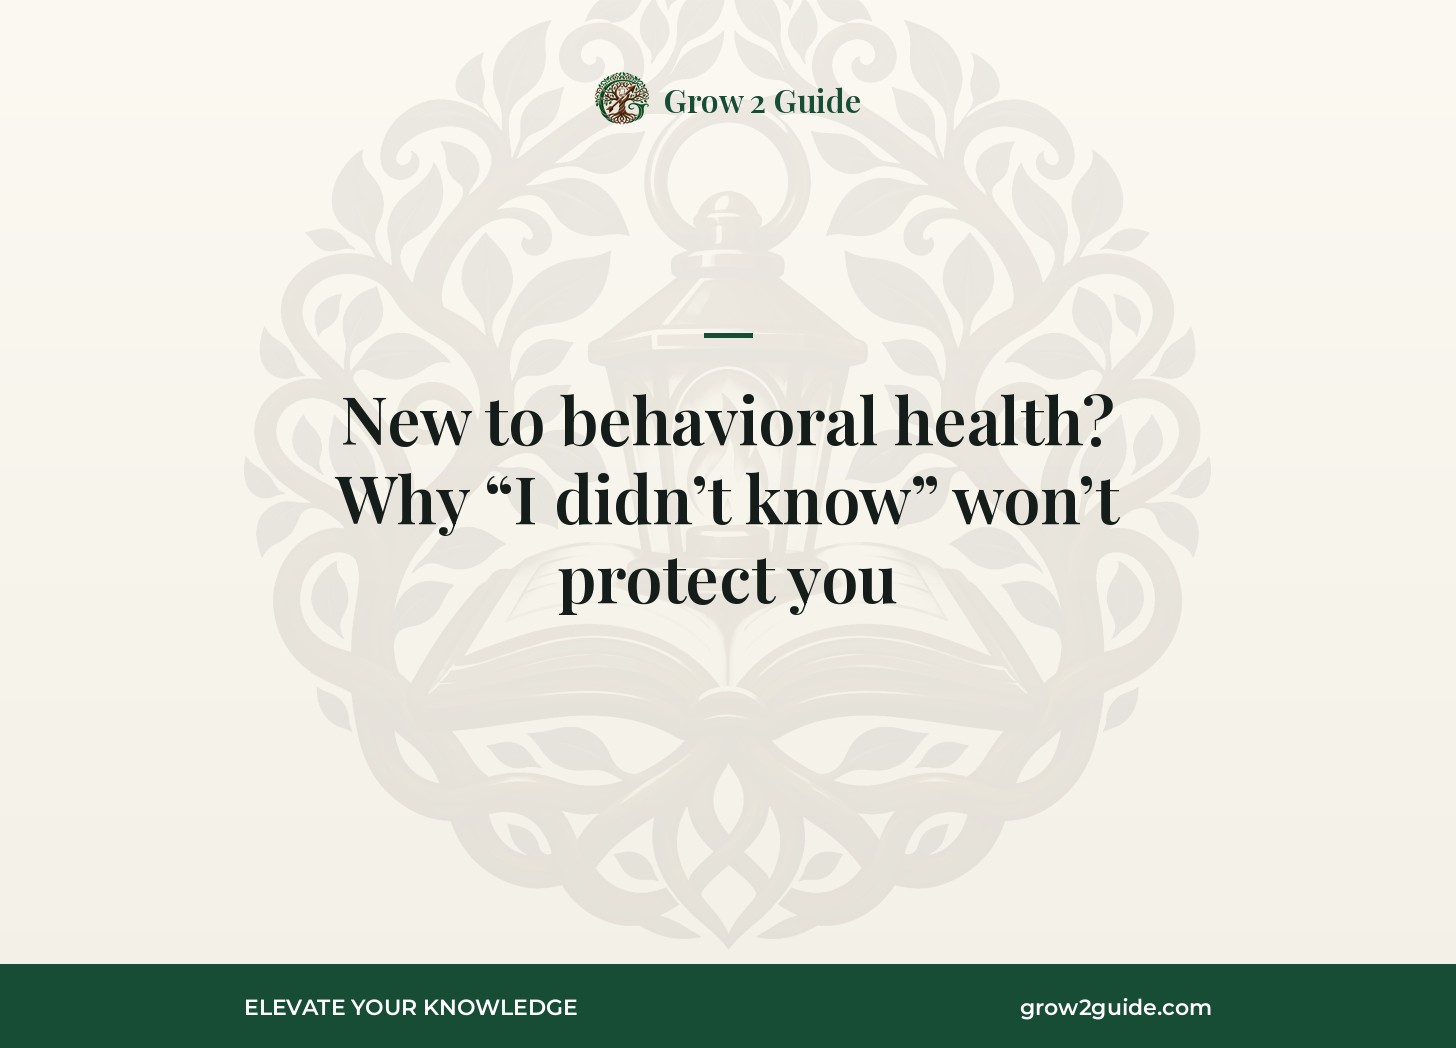 Grow 2 Guide
New to behavioral health?
Why “I didn’t know” won’t
protect you
ELEVATE YOUR KNOWLEDGE
grow2guide.com